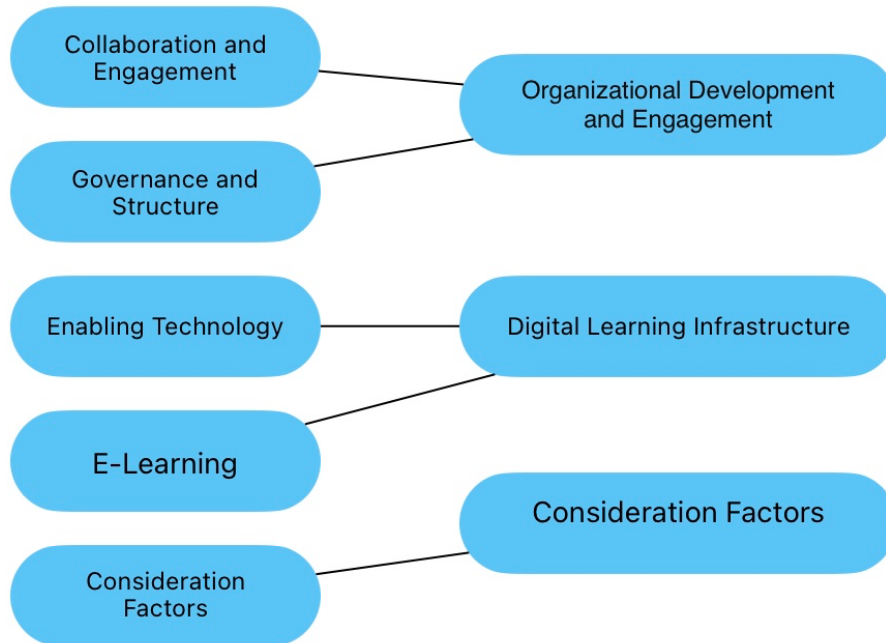 Collaboration and
Engagement
Organizational Development
and Engagement
Governance and
Structure
Enabling Technology
Digital Learning Infrastructure
E-Learning
Consideration Factors
Consideration
Factors